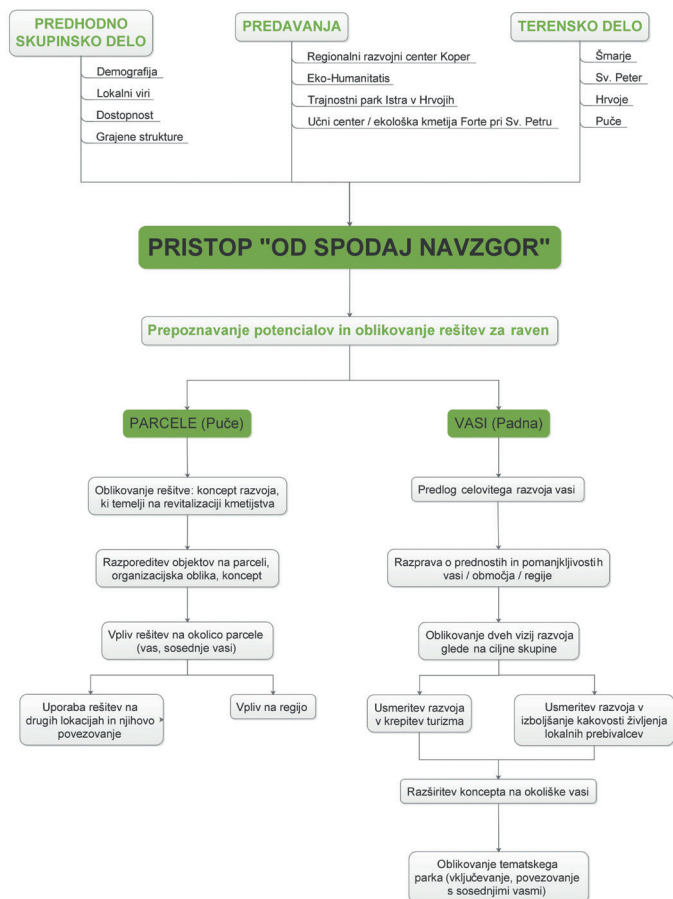 PREDHODNO
SKUPINSKO DELO
Demografija
Lokalni viri
Dostopnost
Grajene strukture
PREDAVANJA
Regionalni razvojni center Koper
Eko-Humanitatis
Trajnostni park Istra v Hrvojih
Učni center / ekološka kmetija Forte pri Sv. Petru
TERENSKO DELO
Šmarje
Sv. Peter
Hrvoje
Puče
PRISTOP "OD SPODAJ NAVZGOR"
Prepoznavanje potencialov in oblikovanje rešitev za raven
PARCELE (Puče)
Oblikovanje rešitve: koncept razvoja,
ki temelji na revitalizaciji kmetijstva
Razporeditev objektov na parceli,
organizacijska oblika, koncept
Vpliv rešitev na okolico parcele
(vas, sosednje vasi)
Uporaba rešitev na
drugih lokacijah in njihovo
povezovanje
Vpliv na regijo
VASI (Padna)
Predlog celovitega razvoja vasi
Razprava o prednostih in pomanjkljivostih
vasi / območja / regije
Oblikovanje dveh vizij razvoja
glede na ciljne skupine
Usmeritev razvoja
v krepitev turizma
Usmeritev razvoja v
izboljšanje kakovosti življenja
lokalnih prebivalcev
Razširitev koncepta na okoliške vasi
Oblikovanje tematskega
parka (vključevanje, povezovanje
s sosednjimi vasmi)